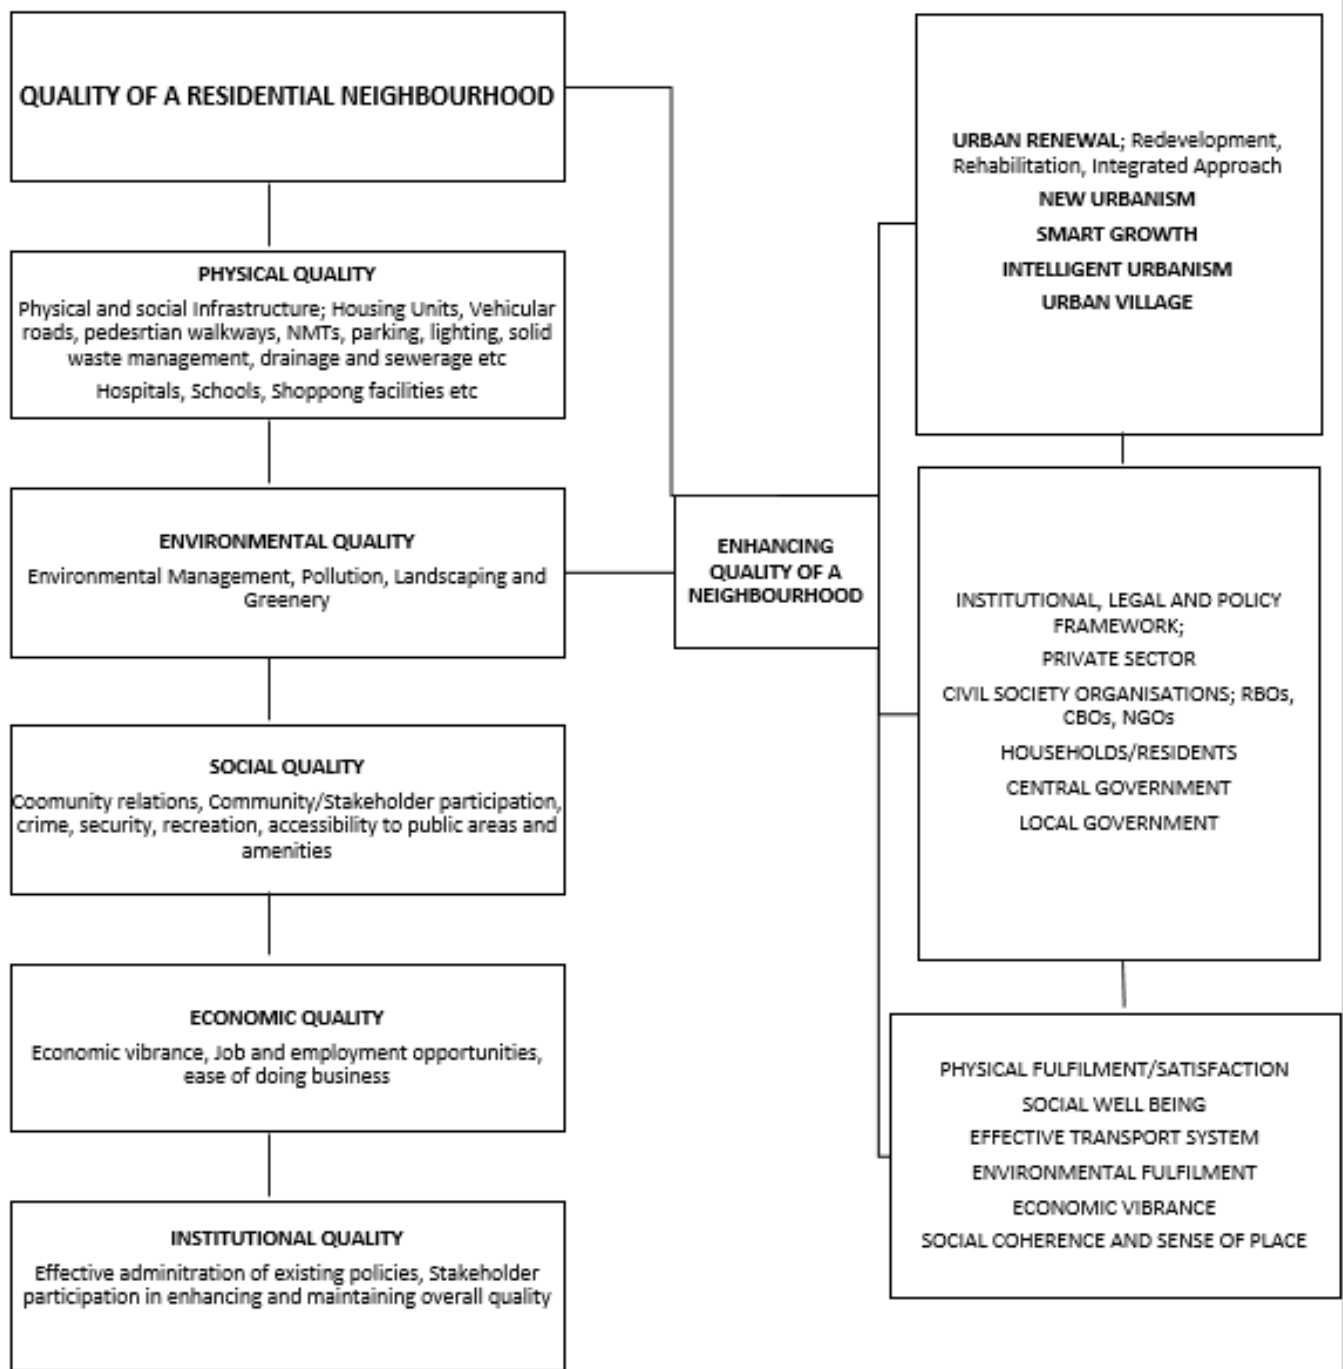 QUALITY OF A RESIDENTIAL NEIGHBOURHOOD
PHYSICAL QUALITY
Physical and social Infrastructure; Housing Units, Vehicular
roads, pedesrtian walkways, NMTs, parking, lighting, solid
waste management, drainage and sewerage etc
Hospitals, Schools, Shoppong facilities etc
ENVIRONMENTAL QUALITY
Environmental Management, Pollution, Landscaping and
Greenery
SOCIAL QUALITY
Coomunity relations, Community/Stakeholder participation,
crime, security, recreation, accessibility to public areas and
amenities
ECONOMIC QUALITY
Economic vibrance, Job and employment opportunities,
ease of doing business
INSTITUTIONAL QUALITY
Effective adminitration of existing policies, Stakeholder
participation in enhancing and maintaining overall quality
ENHANCING
QUALITY OF A
NEIGHBOURHOOD
URBAN RENEWAL; Redevelopment,
Rehabilitation, Integrated Approach
NEW URBANISM
SMART GROWTH
INTELLIGENT URBANISM
URBAN VILLAGE
INSTITUTIONAL, LEGAL AND POLICY
FRAMEWORK;
PRIVATE SECTOR
CIVIL SOCIETY ORGANISATIONS; RBOs,
CBOs, NGOs
HOUSEHOLDS/RESIDENTS
CENTRAL GOVERNMENT
LOCAL GOVERNMENT
PHYSICAL FULFILMENT/SATISFACTION
SOCIAL WELL BEING
EFFECTIVE TRANSPORT SYSTEM
ENVIRONMENTAL FULFILMENT
ECONOMIC VIBRANCE
SOCIAL COHERENCE AND SENSE OF PLACE